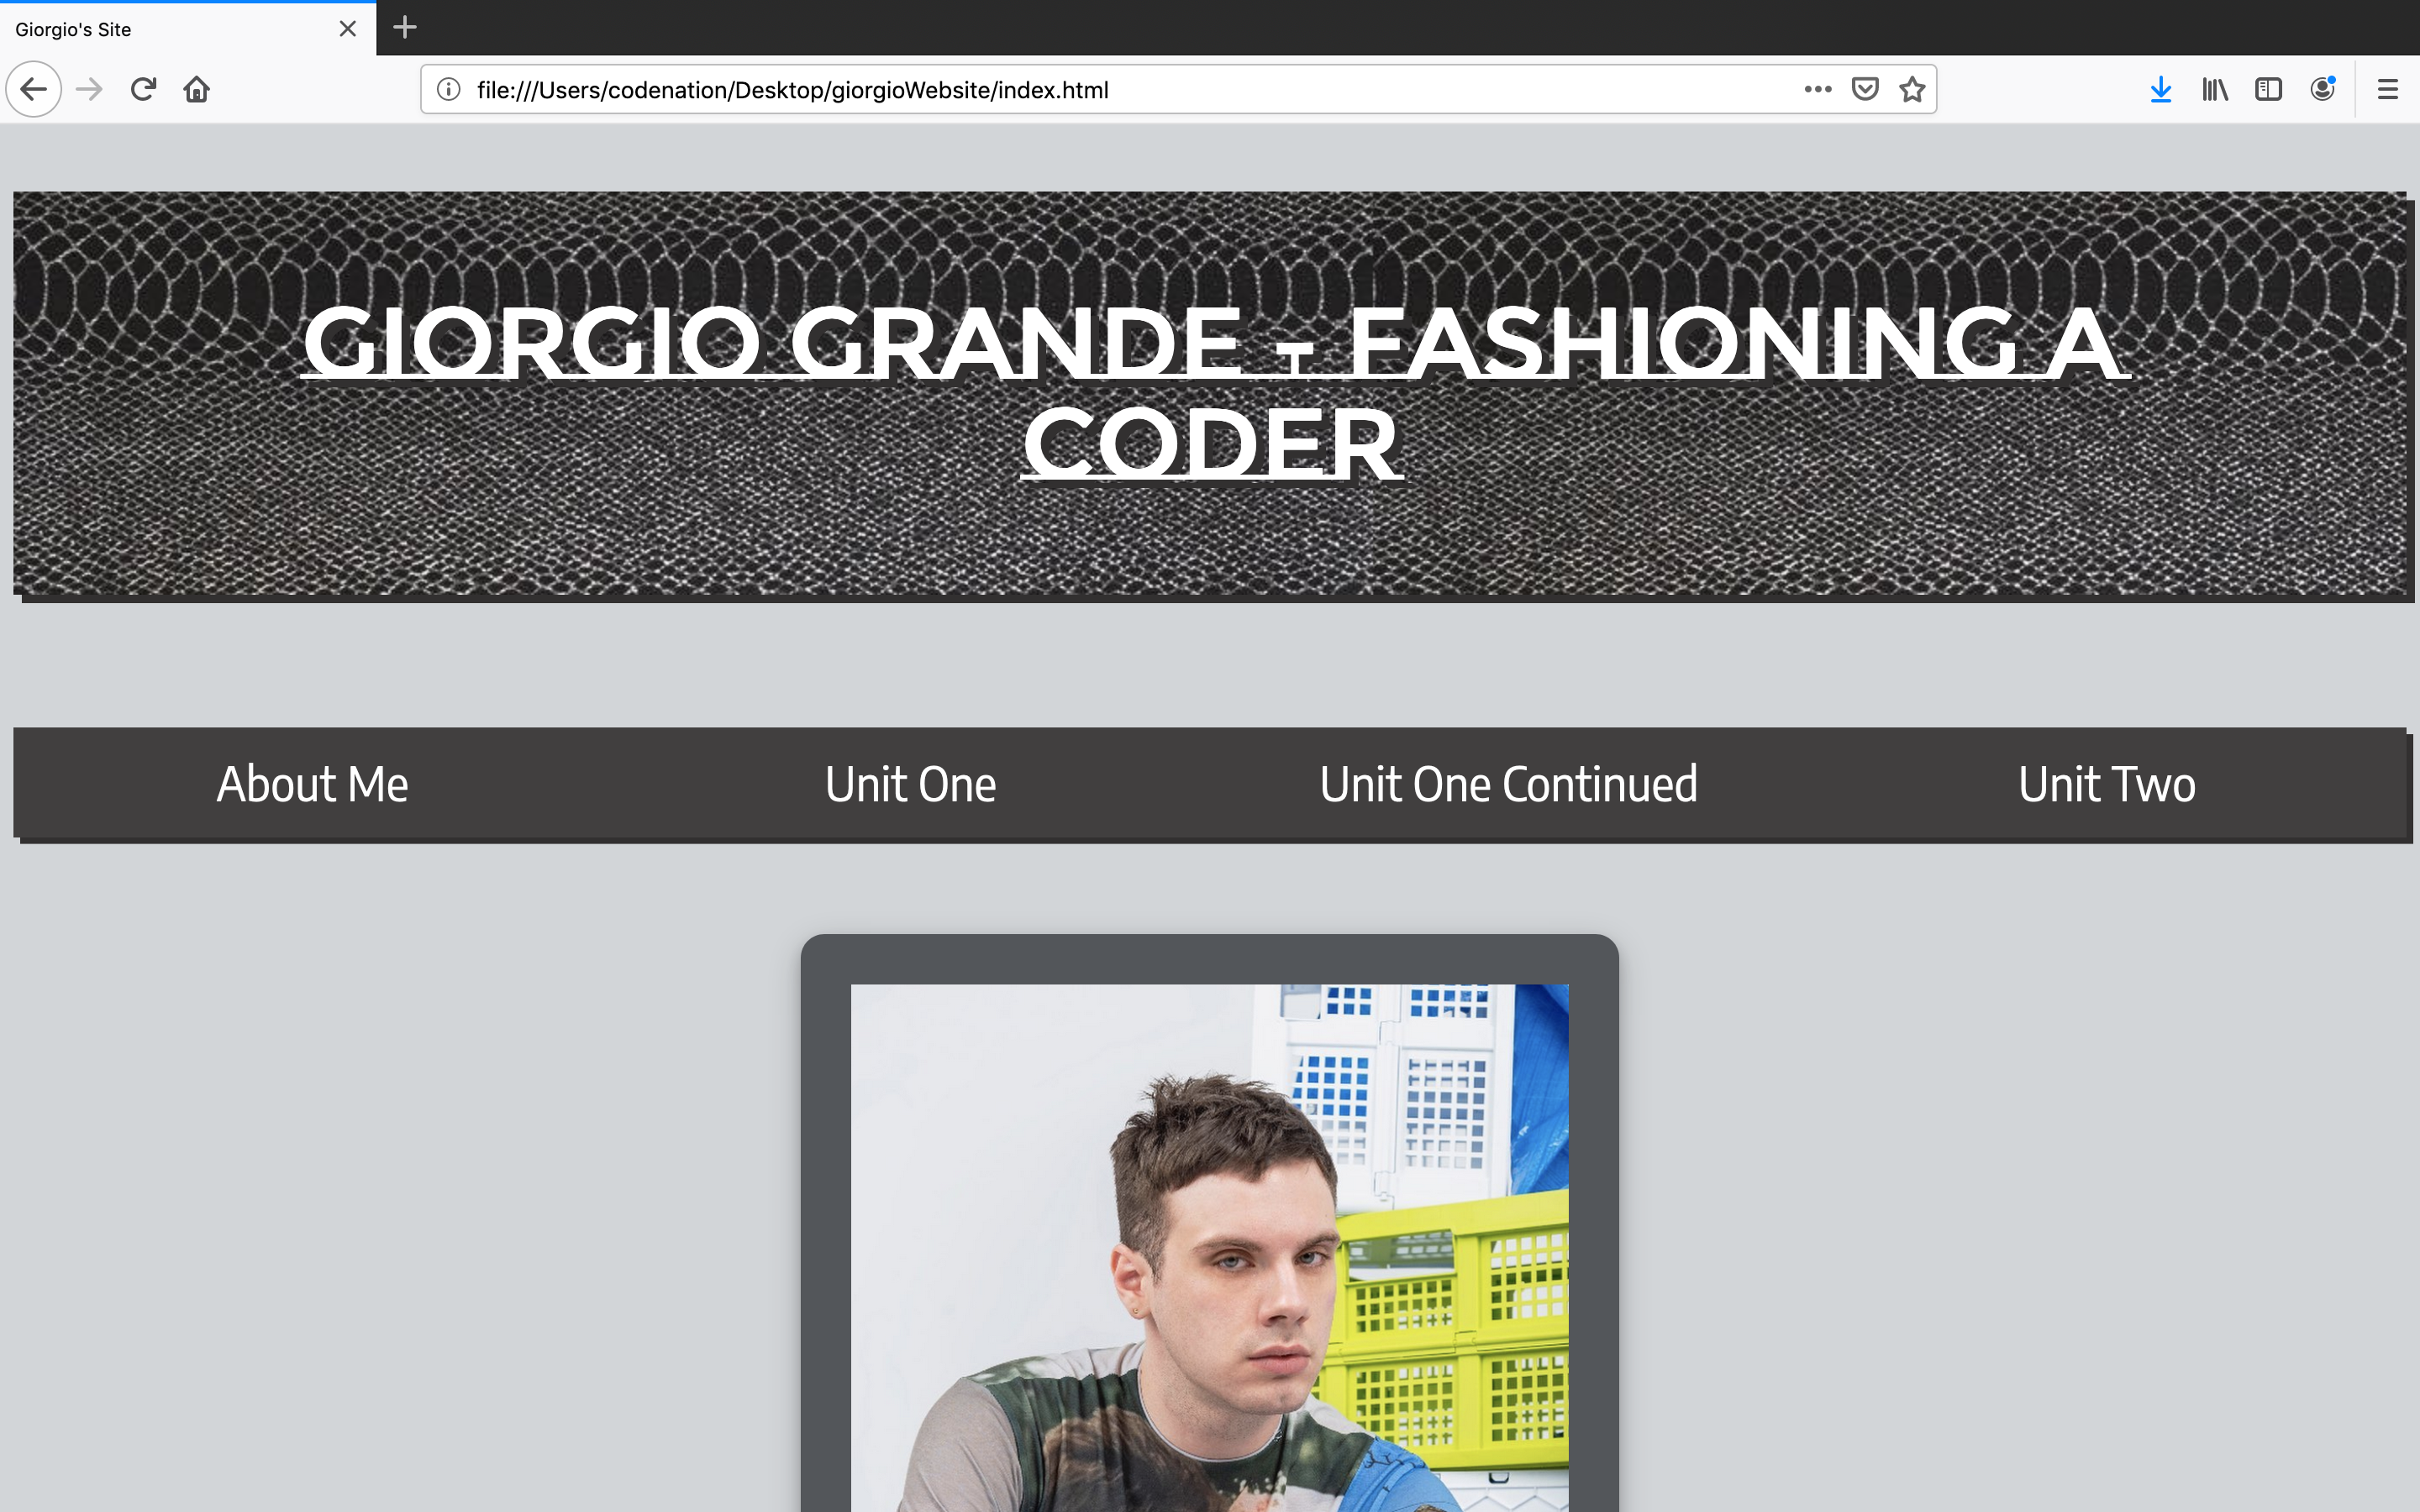 Giorgio's Site
file:///Users/codenation/Desktop/giorgioWebsite/index.html
GIORGIO GRANDE - FASHIONING A
CODER
About Me
Unit One
Unit One Continued
Unit Two